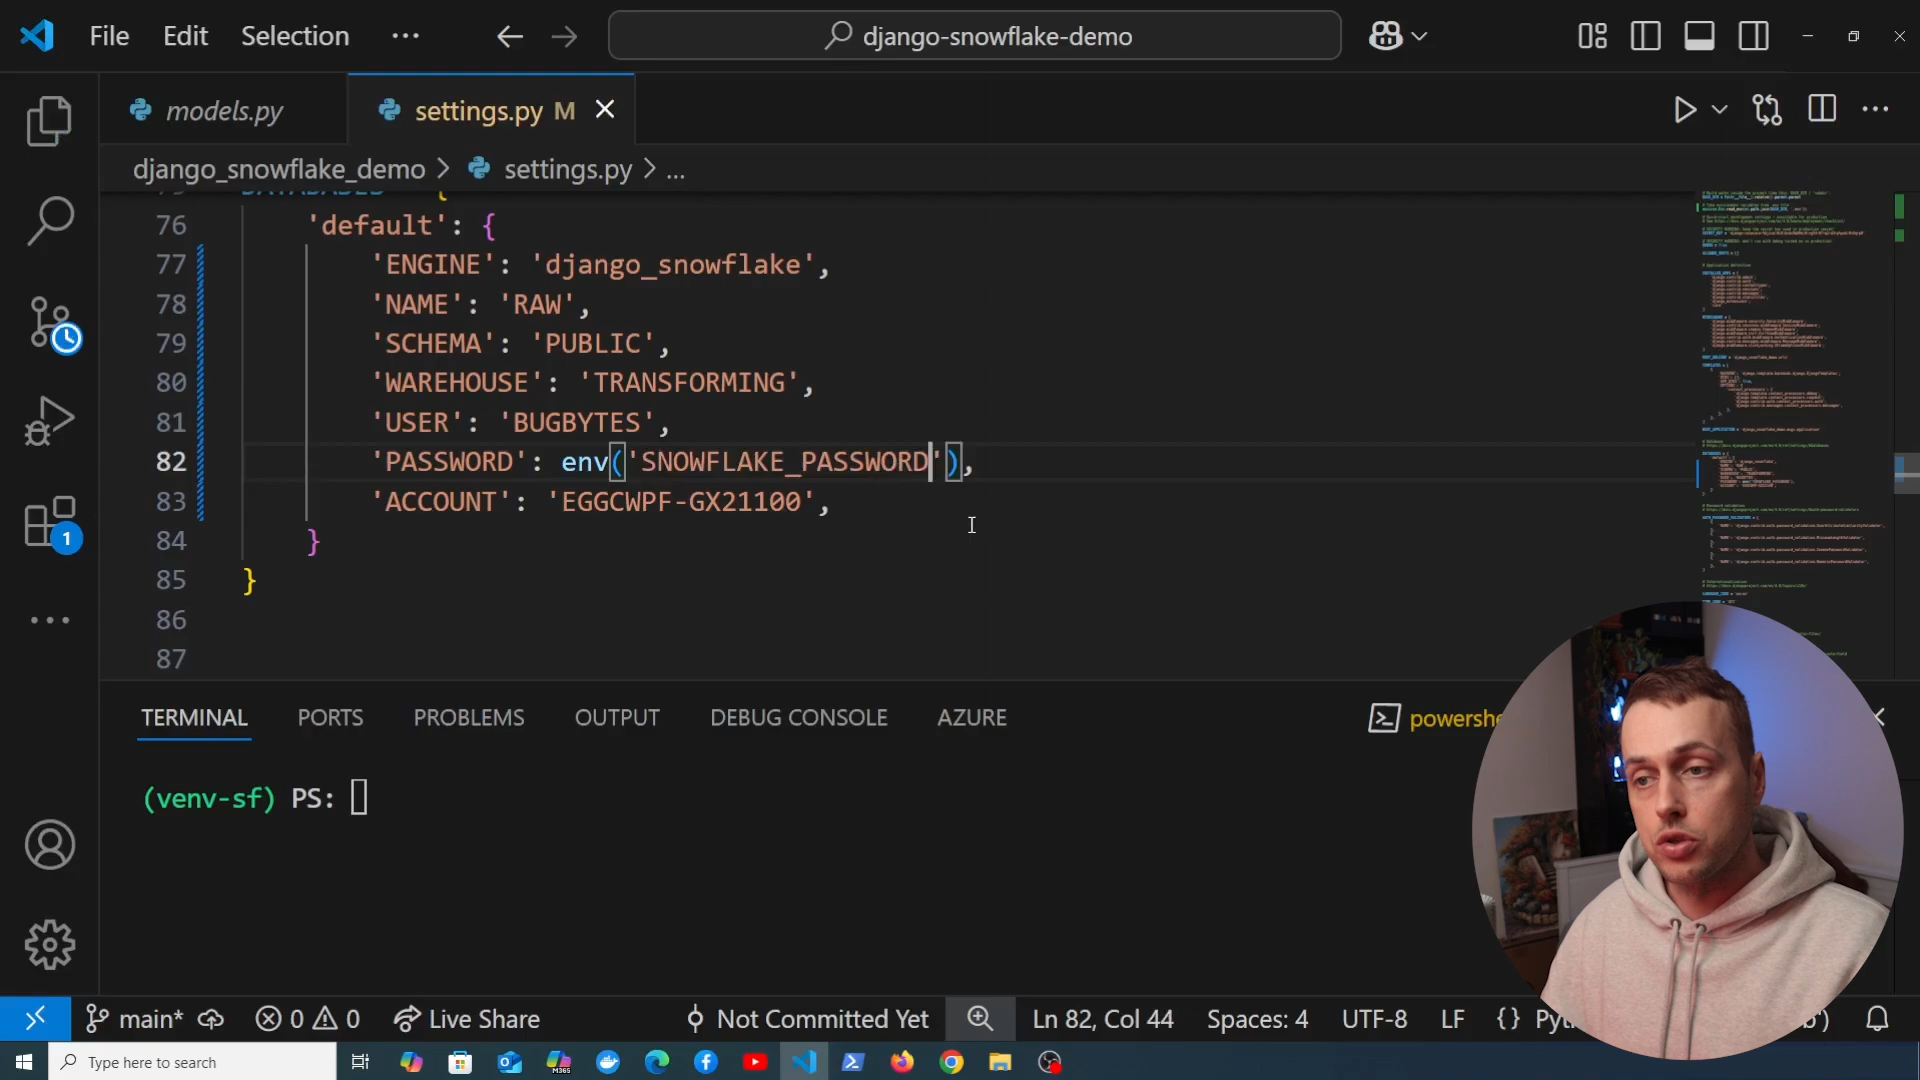 File Edit Selection ··· django-snowflake-demo
models.py settings.py M
django_snowflake_demo > settings.py > ...
76 'default': {
77 'ENGINE': 'django_snowflake',
78 'NAME': 'RAW',
79 'SCHEMA': 'PUBLIC',
80 'WAREHOUSE': 'TRANSFORMING',
81 'USER': 'BUGBYTES',
82 'PASSWORD': env('SNOWFLAKE_PASSWORD'),
83 'ACCOUNT': 'EGGCWPF-GX21100',
84 }
85 }
86
87
1
TERMINAL PORTS PROBLEMS OUTPUT DEBUG CONSOLE AZURE
(venv-sf) PS:
main* 0 0 Live Share Not Committed Yet Ln 82, Col 44 Spaces: 4 UTF-8 LF {}
Type here to search